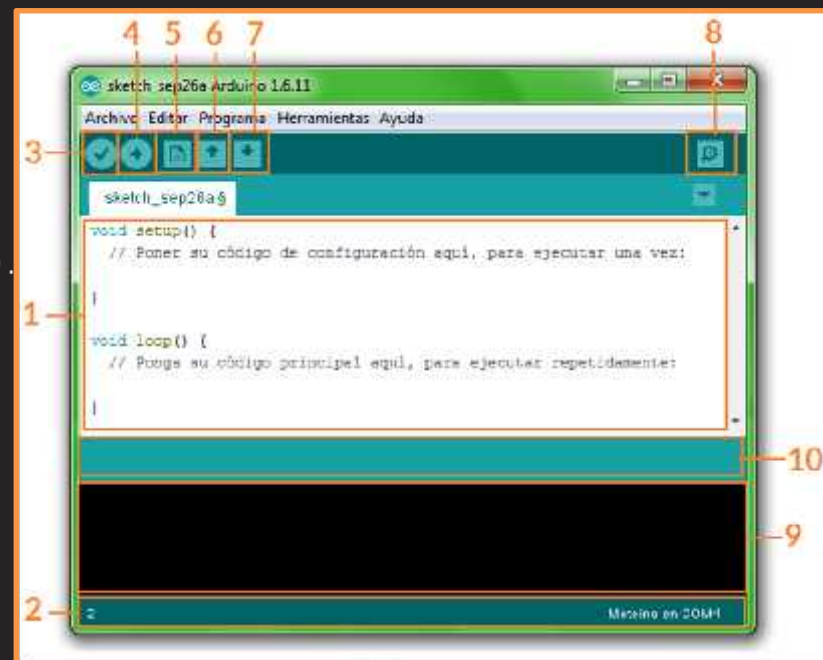 4 5 6 7 8
sketch_sep26a Arduino 1.6.11
Archivo Editar Programa Herramientas Ayuda
3
sketch_sep26a §
void setup() {
// Poner su código de configuración aquí, para ejecutar una vez:
}
1
void loop() {
// Ponga su código principal aquí, para ejecutar repetidamente:
}
10
9
2
2
en COM4